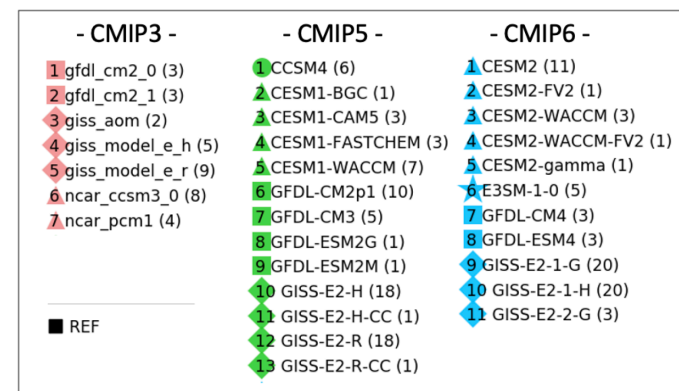 - CMIP3 -
1 gfdl_cm2_0 (3)
2 gfdl_cm2_1 (3)
3 giss_aom (2)
4 giss_model_e_h (5)
5 giss_model_e_r (9)
6 ncar_ccsm3_0 (8)
7 ncar_pcm1 (4)
REF
- CMIP5 -
1 CCSM4 (6)
2 CESM1-BGC (1)
3 CESM1-CAM5 (3)
4 CESM1-FASTCHEM (3)
5 CESM1-WACCM (7)
6 GFDL-CM2p1 (10)
7 GFDL-CM3 (5)
8 GFDL-ESM2G (1)
9 GFDL-ESM2M (1)
10 GISS-E2-H (18)
11 GISS-E2-H-CC (1)
12 GISS-E2-R (18)
13 GISS-E2-R-CC (1)
- CMIP6 -
1 CESM2 (11)
2 CESM2-FV2 (1)
3 CESM2-WACCM (3)
4 CESM2-WACCM-FV2 (1)
5 CESM2-gamma (1)
6 E3SM-1-0 (5)
7 GFDL-CM4 (3)
8 GFDL-ESM4 (3)
9 GISS-E2-1-G (20)
10 GISS-E2-1-H (20)
11 GISS-E2-2-G (3)